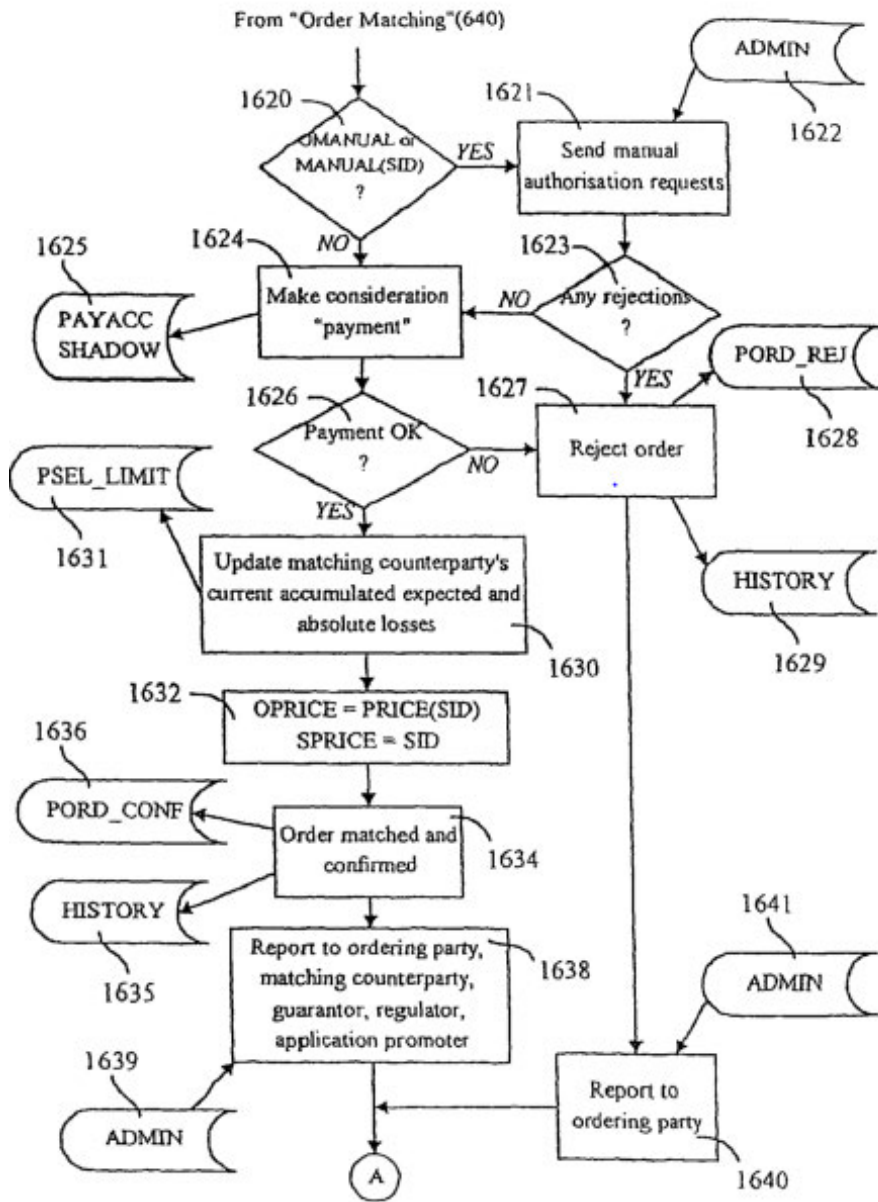 From "Order Matching"(640)
ADMIN
1620
1621
1622
OMANUAL or
MANUAL(SID)
?
YES
Send manual
authorisation requests
NO
1625
1624
1623
PAYACC
SHADOW
Make consideration
"payment"
NO
Any rejections
?
YES
PORD_REJ
1628
1626
1627
Payment OK
?
NO
Reject order
YES
PSEL_LIMIT
1631
Update matching counterparty's
current accumulated expected and
absolute losses
1630
HISTORY
1629
1632
OPRICE = PRICE(SID)
SPRICE = SID
1636
PORD_CONF
Order matched and
confirmed
1634
HISTORY
1635
Report to ordering party,
matching counterparty,
guarantor, regulator,
application promoter
1638
1641
ADMIN
1639
ADMIN
Report to
ordering party
1640
A